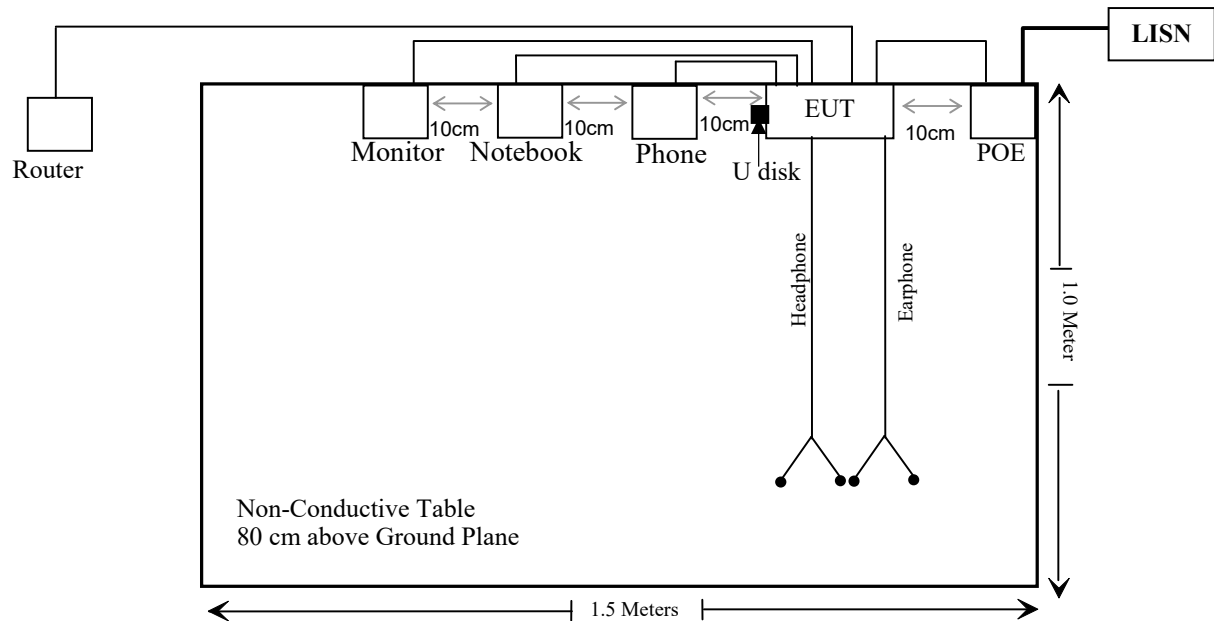 LISN
EUT
10cm
10cm
10cm
10cm
Router
Monitor
Notebook
Phone
U disk
POE
Headphone
Earphone
1.0 Meter
Non-Conductive Table
80 cm above Ground Plane
1.5 Meters